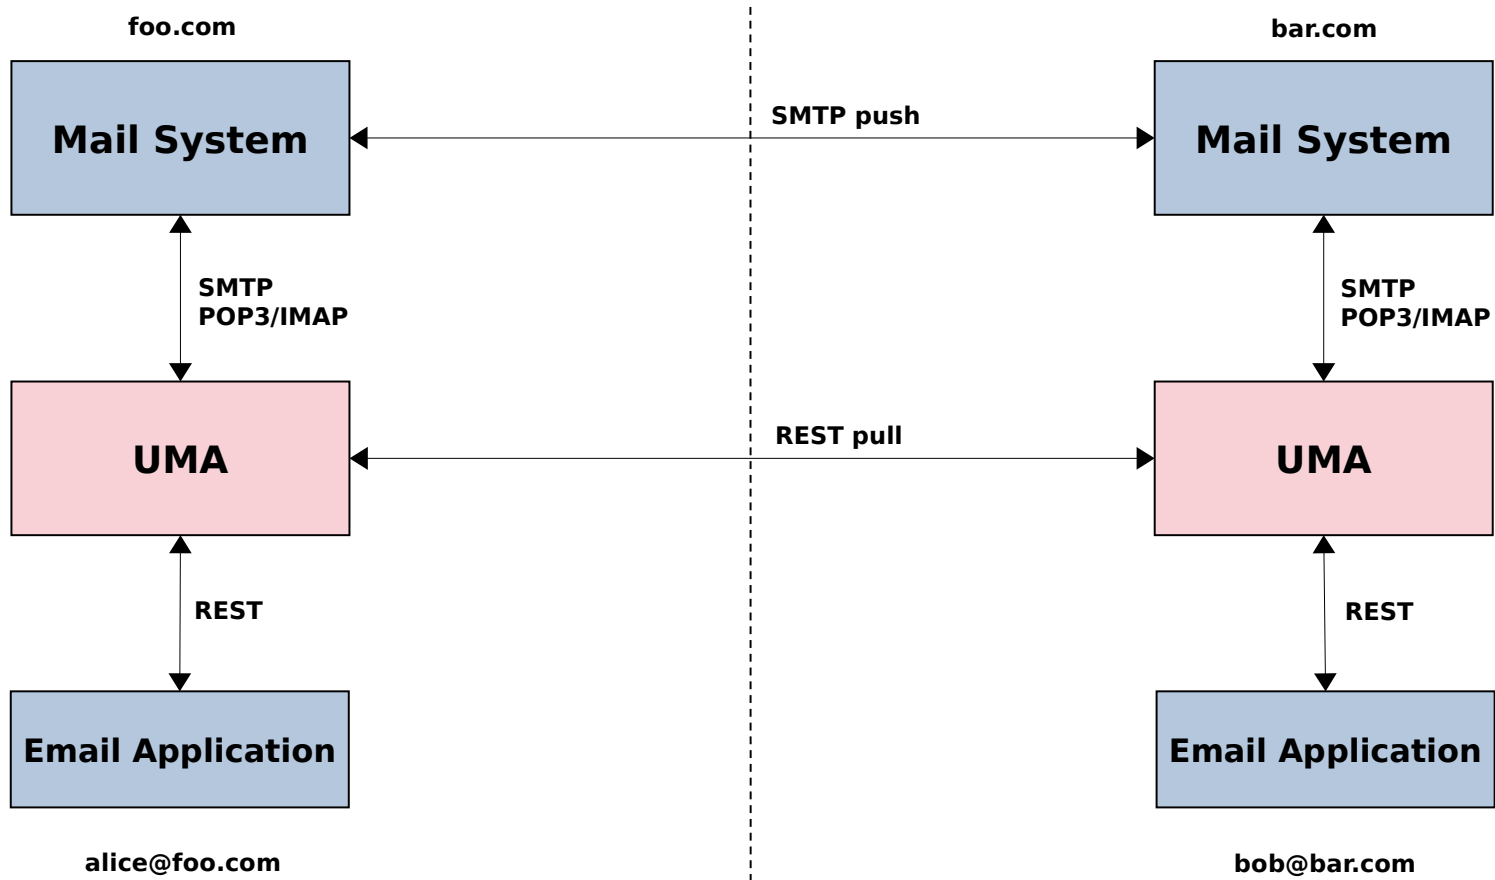 foo.com
bar.com
Mail System
SMTP push
Mail System
SMTP
POP3/IMAP
SMTP
POP3/IMAP
UMA
REST pull
UMA
REST
REST
Email Application
Email Application
alice@foo.com
bob@bar.com